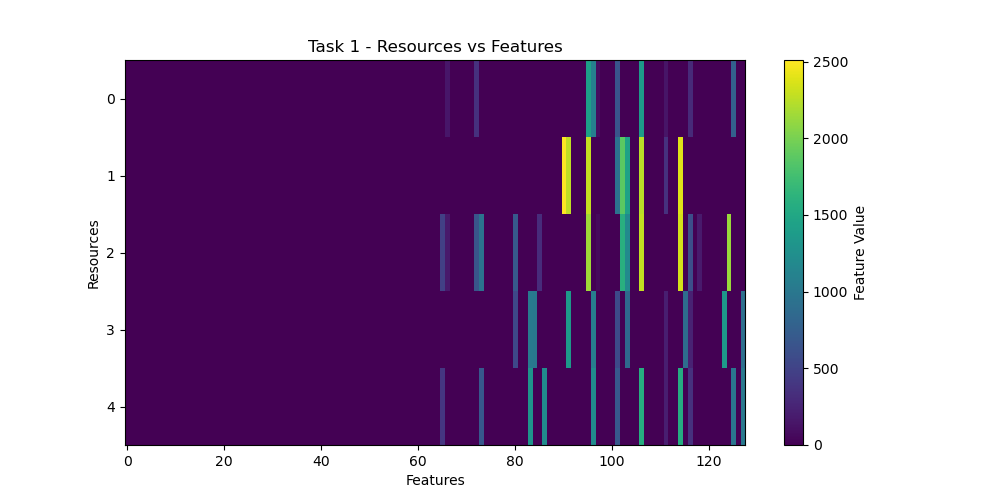 Task 1 - Resources vs Features
Resources
0
1
2
3
4
0 20 40 60 80 100 120
Features
2500
2000
1500
1000
500
0
Feature Value